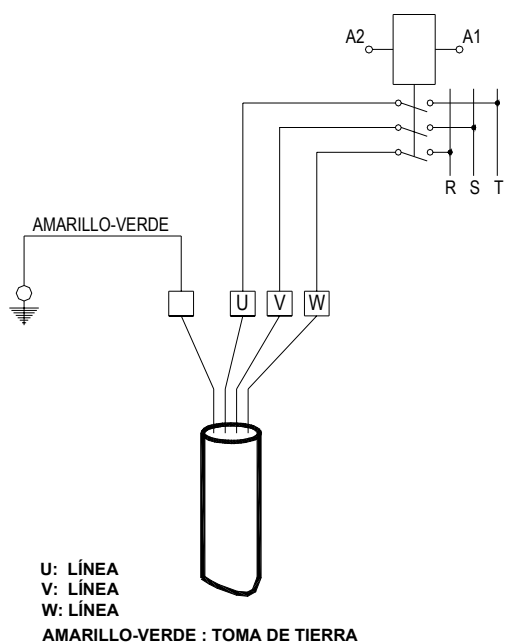 A2 A1
R S T
AMARILLO-VERDE
U V W
U: LÍNEA
V: LÍNEA
W: LÍNEA
AMARILLO-VERDE : TOMA DE TIERRA